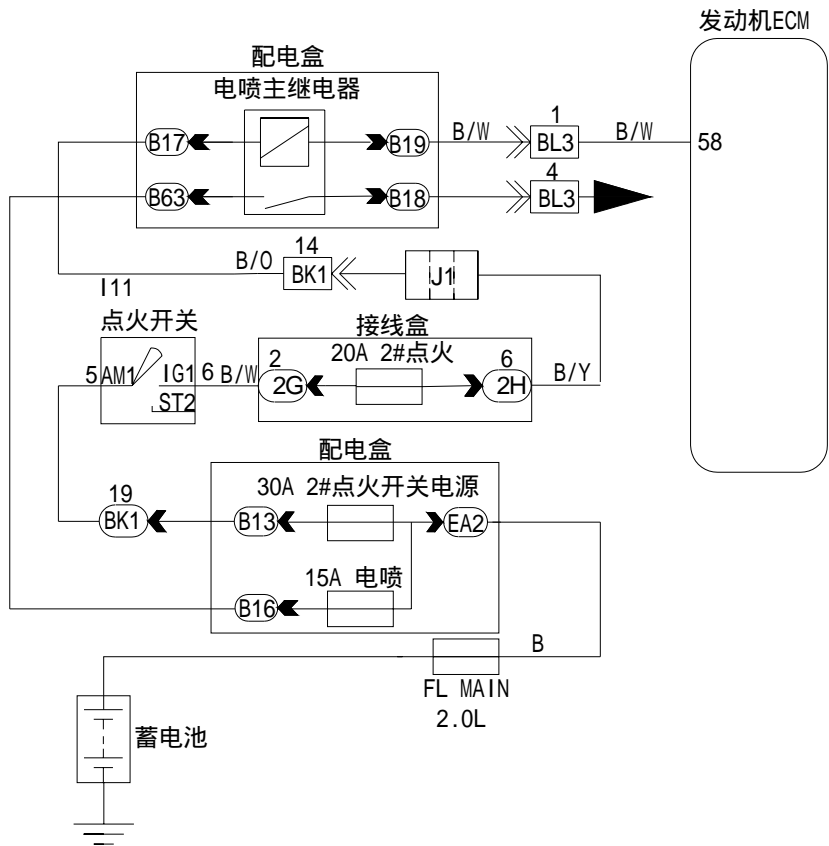 发动机ECM
配电盒
电喷主继电器
B17
B19
B/W
1
BL3
B/W
58
B63
B18
4
BL3
B/O
14
BK1
J1
I11
点火开关
接线盒
20A 2#点火
5
AM1
IG1
6
B/W
ST2
2
2G
6
2H
B/Y
配电盒
30A 2#点火开关电源
19
BK1
B13
EA2
15A 电喷
B16
B
FL MAIN
2.0L
蓄电池